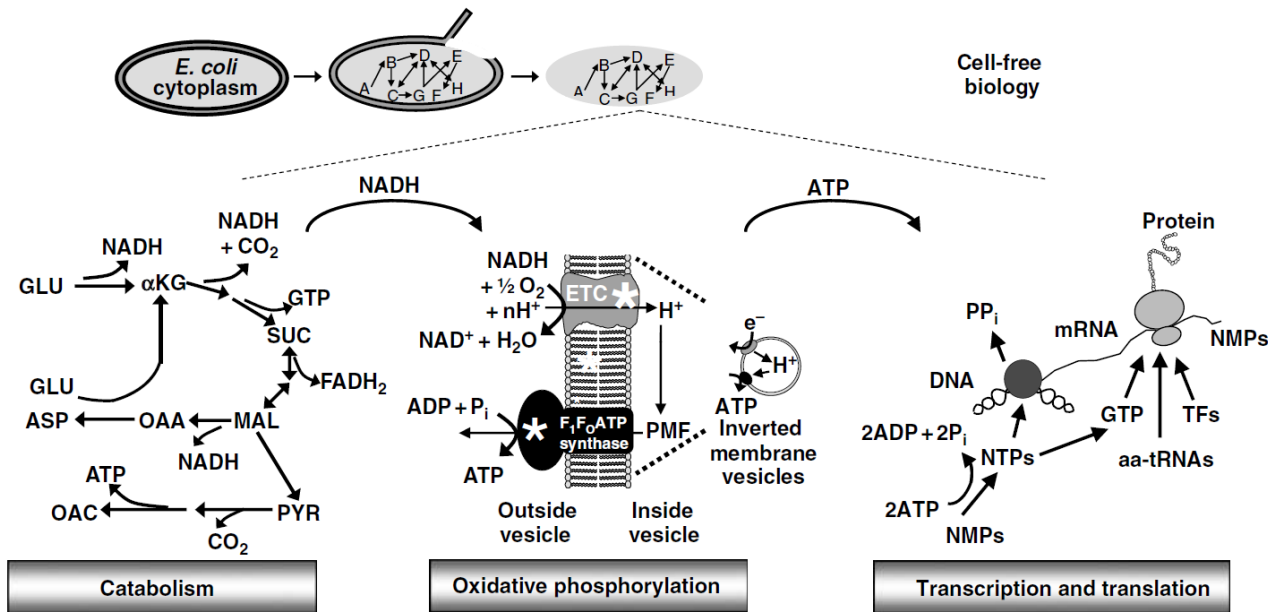 E. coli
cytoplasm
A
B
D
E
C
G
F
H
A
B
D
E
C
G
F
H
Cell-free
biology
NADH
ATP
GLU
NADH
NADH
+ CO₂
αKG
GTP
SUC
FADH₂
GLU
ASP
OAA
MAL
NADH
ATP
OAC
PYR
CO₂
Catabolism
NADH
+ ½ O₂
+ nH⁺
NAD⁺ + H₂O
ETC
*
H⁺
ADP + Pᵢ
ATP
*
F₁F₀ATP
synthase
PMF
Outside
vesicle
Inside
vesicle
e⁻
H⁺
ATP
Inverted
membrane
vesicles
Oxidative phosphorylation
Protein
PPᵢ
mRNA
NMPs
DNA
GTP
TFs
2ADP + 2Pᵢ
NTPs
aa-tRNAs
2ATP
NMPs
Transcription and translation